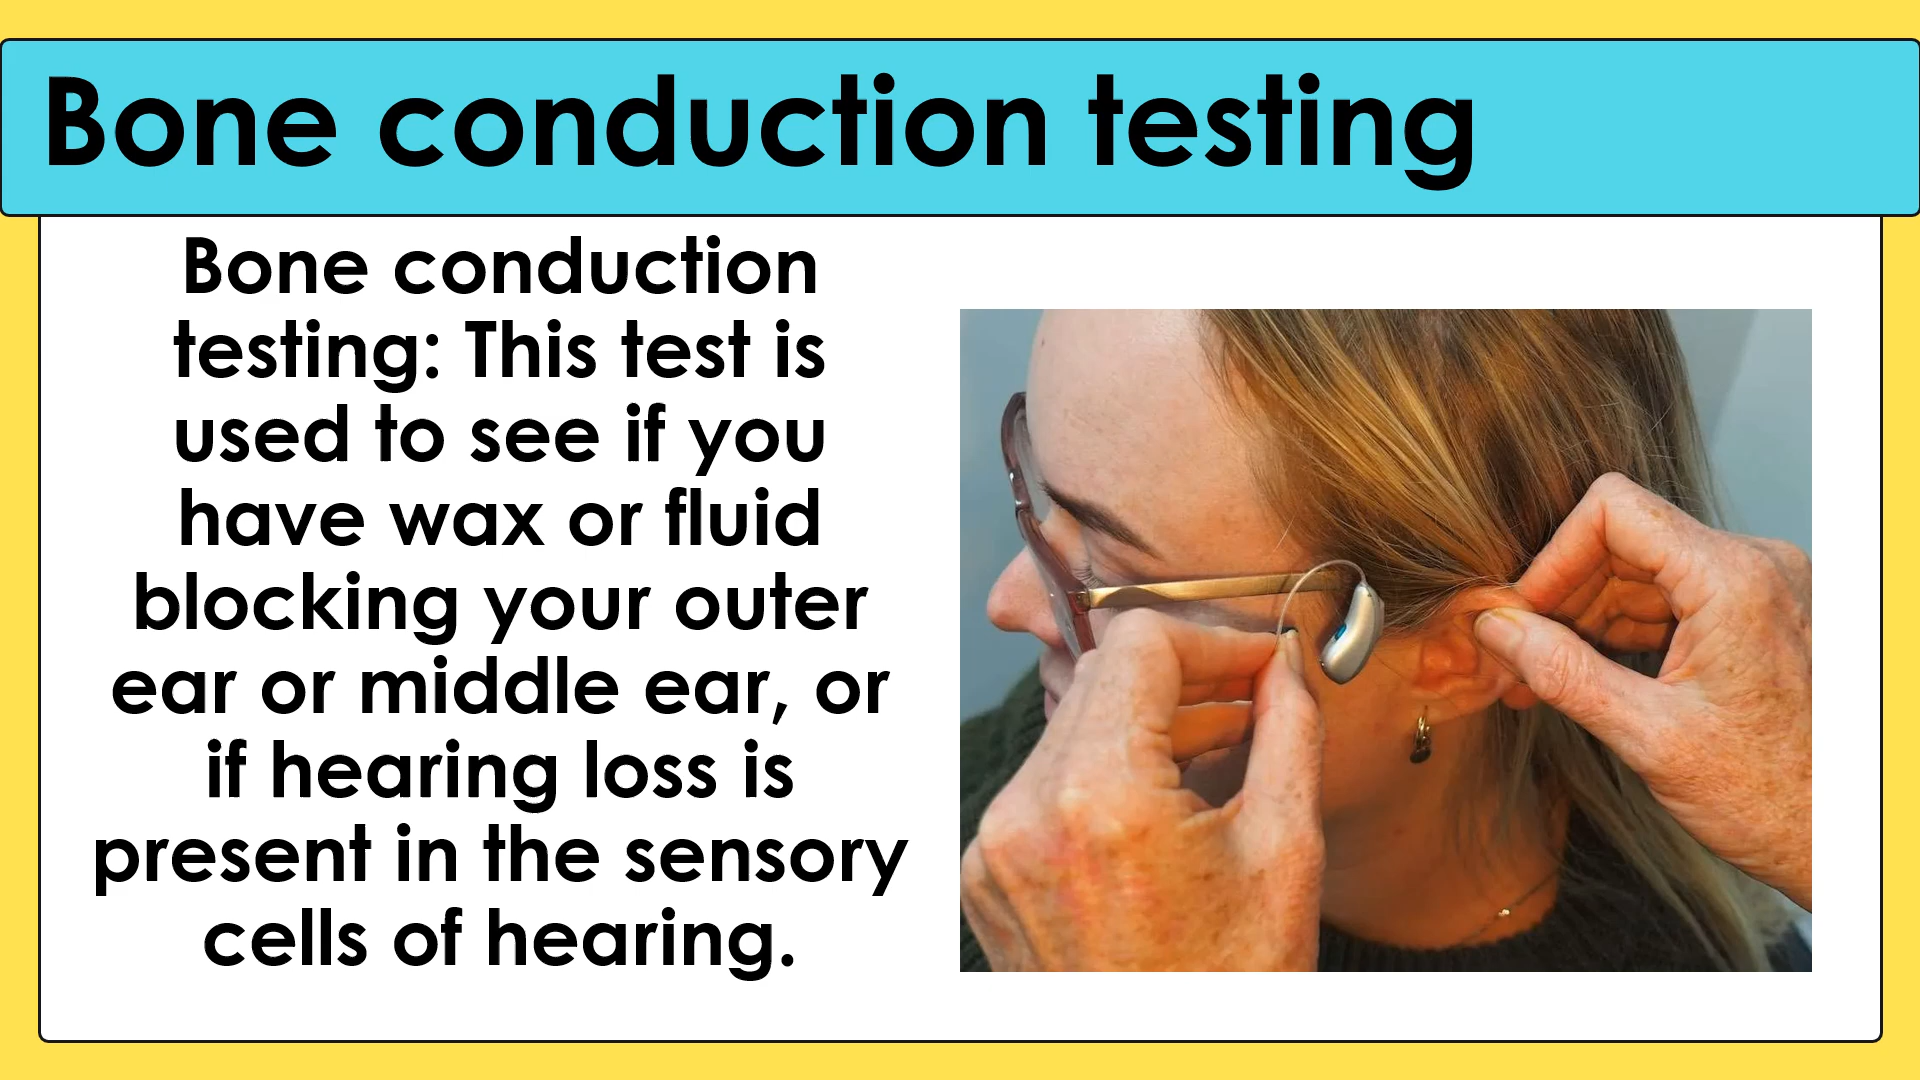 Bone conduction testing
Bone conduction
testing: This test is
used to see if you
have wax or fluid
blocking your outer
ear or middle ear, or
if hearing loss is
present in the sensory
cells of hearing.